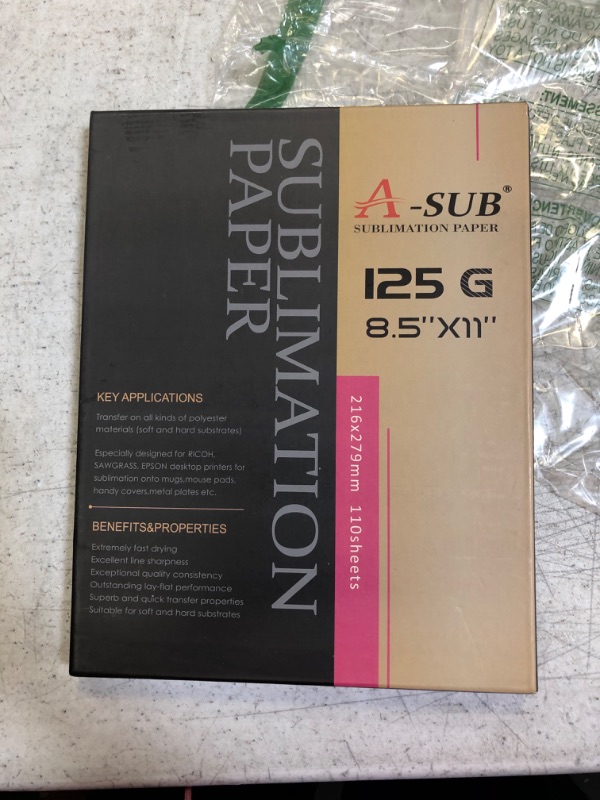 SUBLIMATION
PAPER
A-SUB®
SUBLIMATION PAPER
125 G
8.5"X11"
216x279mm 110sheets
KEY APPLICATIONS
Transfer on all kinds of polyester
materials (soft and hard substrates)
Especially designed for RICOH,
SAWGRASS, EPSON desktop printers for
sublimation onto mugs,mouse pads,
handy covers,metal plates etc.
BENEFITS&PROPERTIES
Extremely fast drying
Excellent line sharpness
Exceptional quality consistency
Outstanding lay-flat performance
Superb and quick transfer properties
Suitable for soft and hard substrates